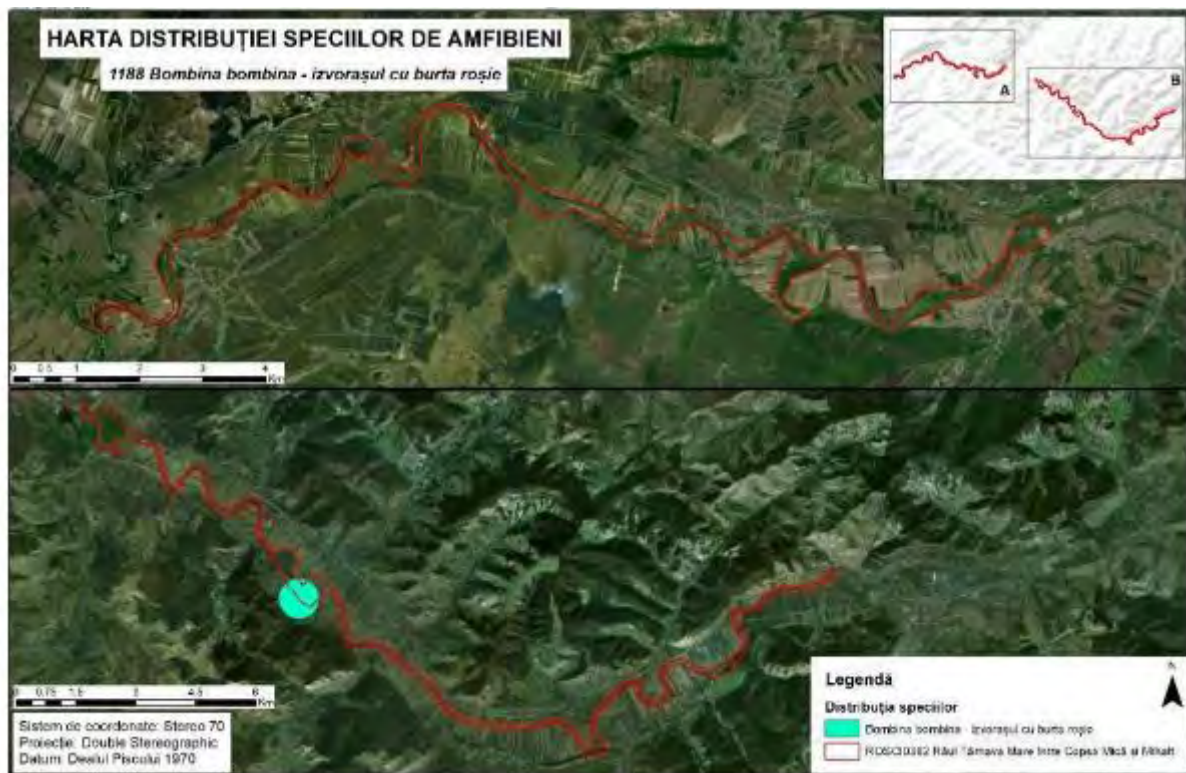 HARTA DISTRIBUȚIEI SPECIILOR DE AMFIBIENI
1188 Bombina bombina - izvorașul cu burta roșie
A
B
0 0.5 1 2 3 4
Km
0 0.75 1.5 3 4.5 6
Km
Sistem de coordonate: Stereo 70
Proiecție: Double Stereographic
Datum: Dealul Piscului 1970
N
Legendă
Distribuția speciilor
Bombina bombina - izvorașul cu burta roșie
ROSCI0382 Râul Târnava Mare între Copșa Mică și Mihalț